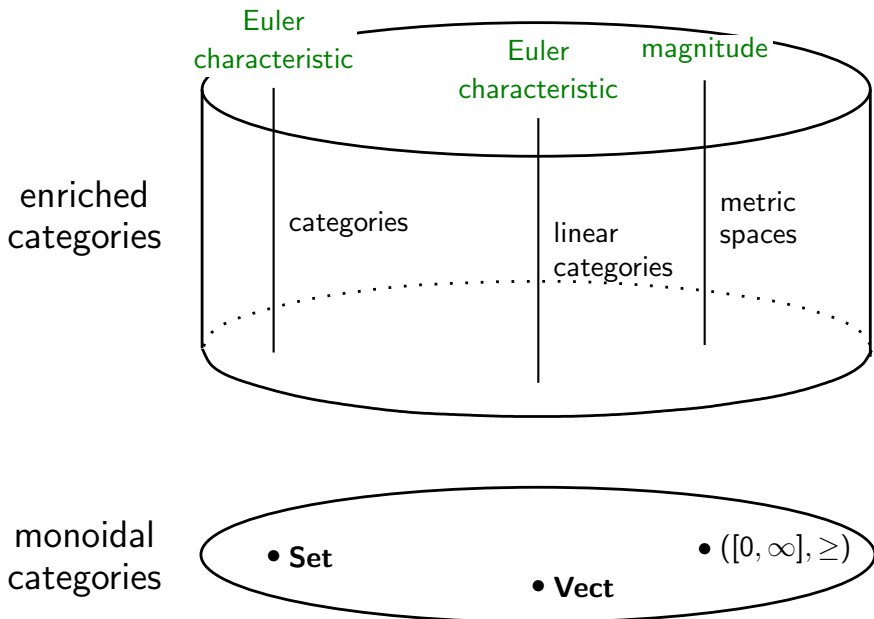 Euler
characteristic
Euler
characteristic
magnitude
enriched
categories
categories
linear
categories
metric
spaces
monoidal
categories
• Set
• Vect
• ([0, ∞], ≥)